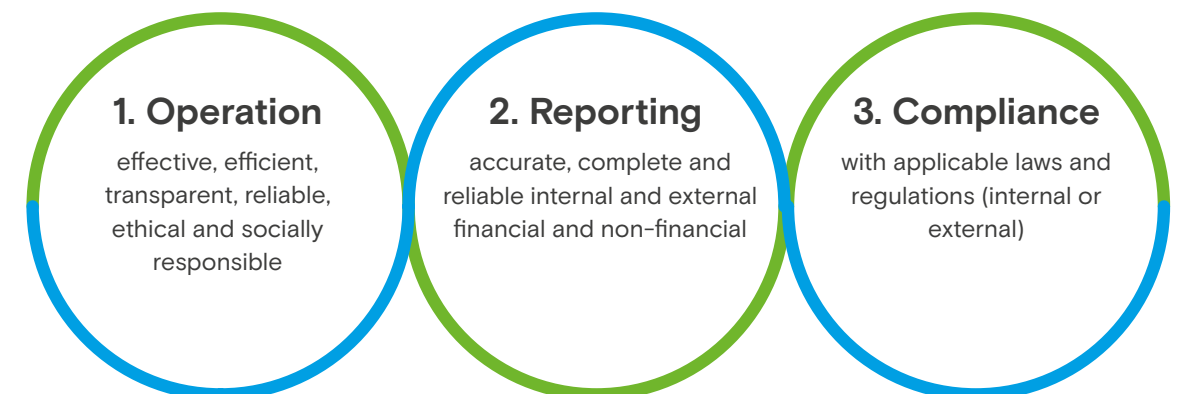 1. Operation
effective, efficient,
transparent, reliable,
ethical and socially
responsible
2. Reporting
accurate, complete and
reliable internal and external
financial and non-financial
3. Compliance
with applicable laws and
regulations (internal or
external)